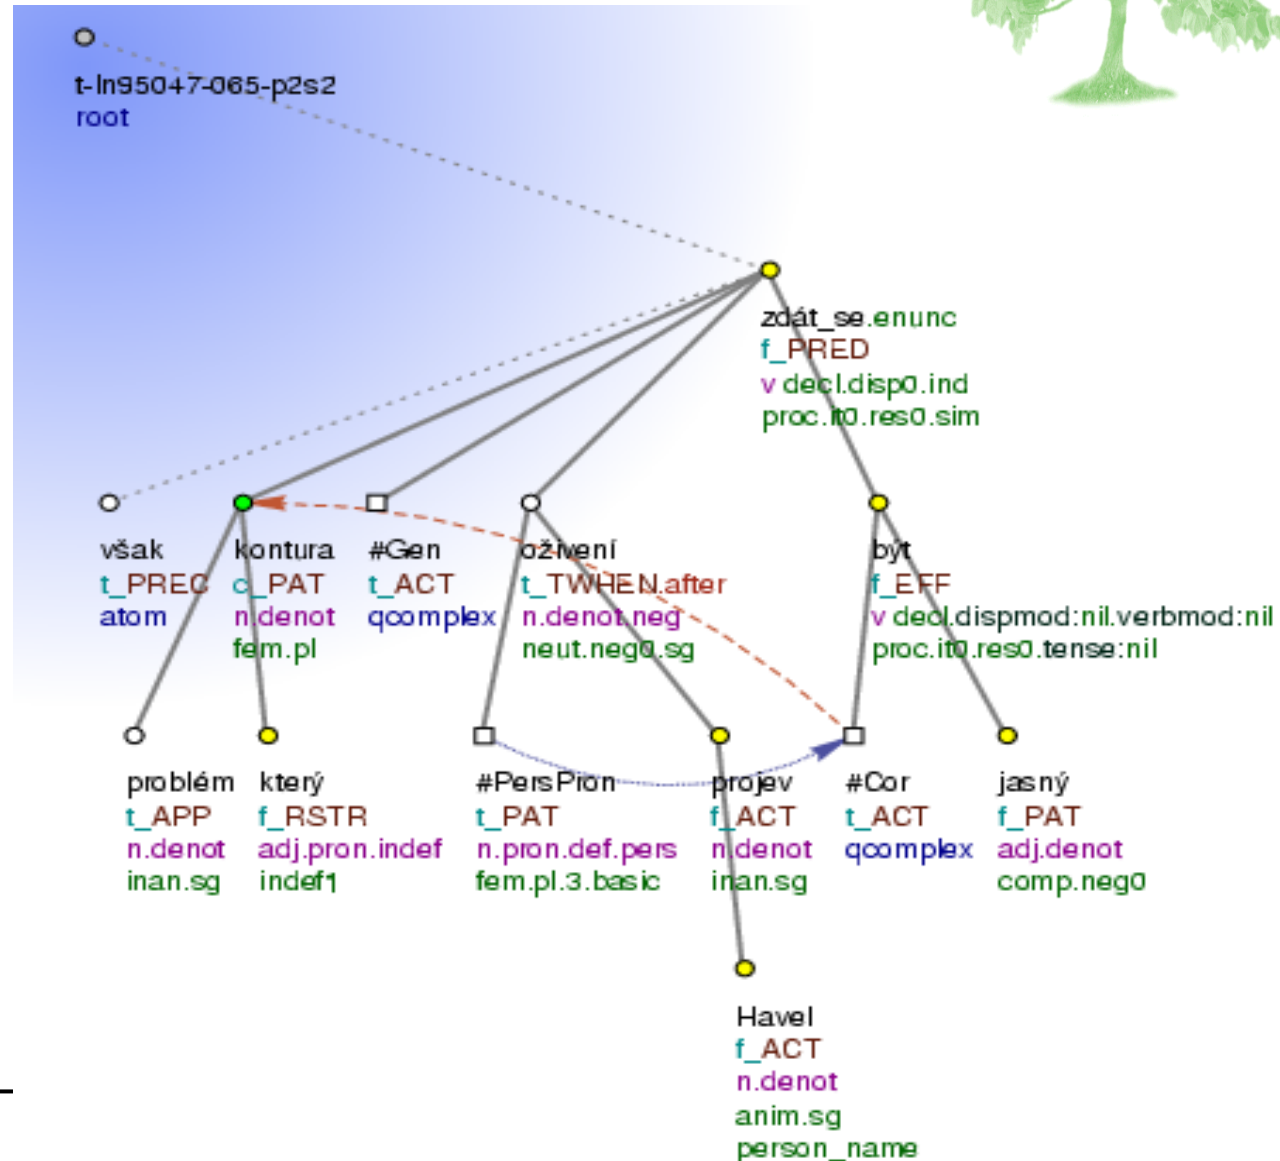 t-ln95047-065-p2s2
root
zdát_se.enunc
f_PRED
v decl.disp0.ind
proc.it0.res0.sim
však
t_PREC
atom
kontura
c_PAT
n.denot
fem.pl
#Gen
t_ACT
qcomplex
oživení
t_TWHEN.after
n.denot.neg
neut.neg0.sg
být
f_EFF
v decl.dispmod:nil.verbmod:nil
proc.it0.res0.tense:nil
problém
t_APP
n.denot
inan.sg
který
f_RSTR
adj.pron.indef
indef1
#PersPron
t_PAT
n.pron.def.pers
fem.pl.3.basic
projev
f_ACT
n.denot
inan.sg
#Cor
t_ACT
qcomplex
jasný
f_PAT
adj.denot
comp.neg0
Havel
f_ACT
n.denot
anim.sg
person_name